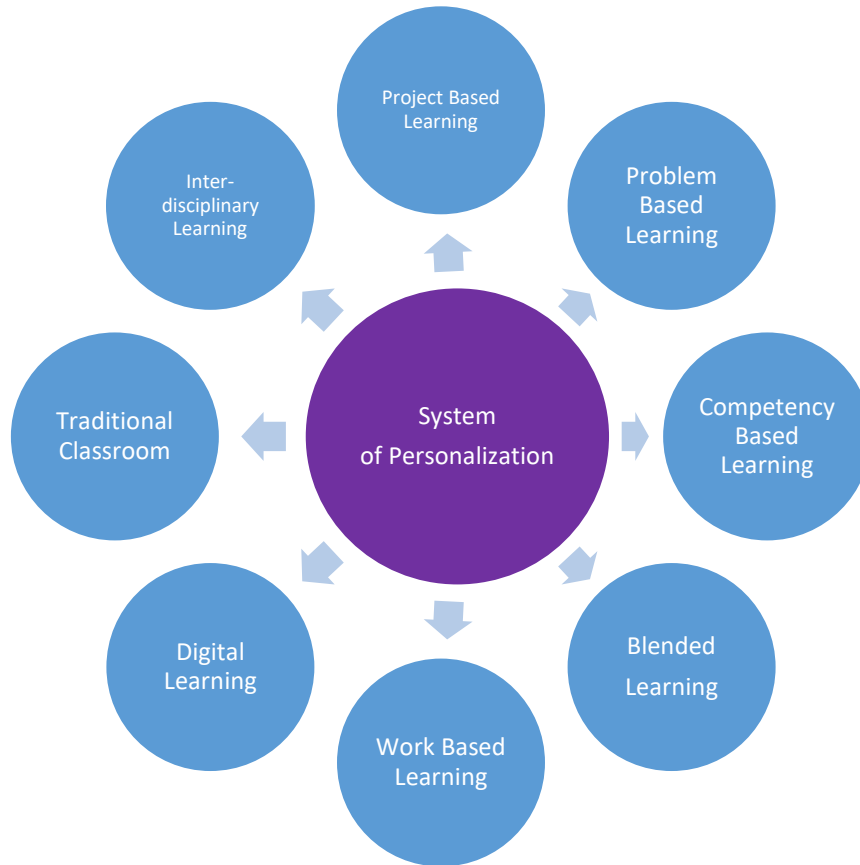 Project Based
Learning
Problem
Based
Learning
Competency
Based
Learning
Blended
Learning
Work Based
Learning
Digital
Learning
Traditional
Classroom
Inter-
disciplinary
Learning
System
of Personalization